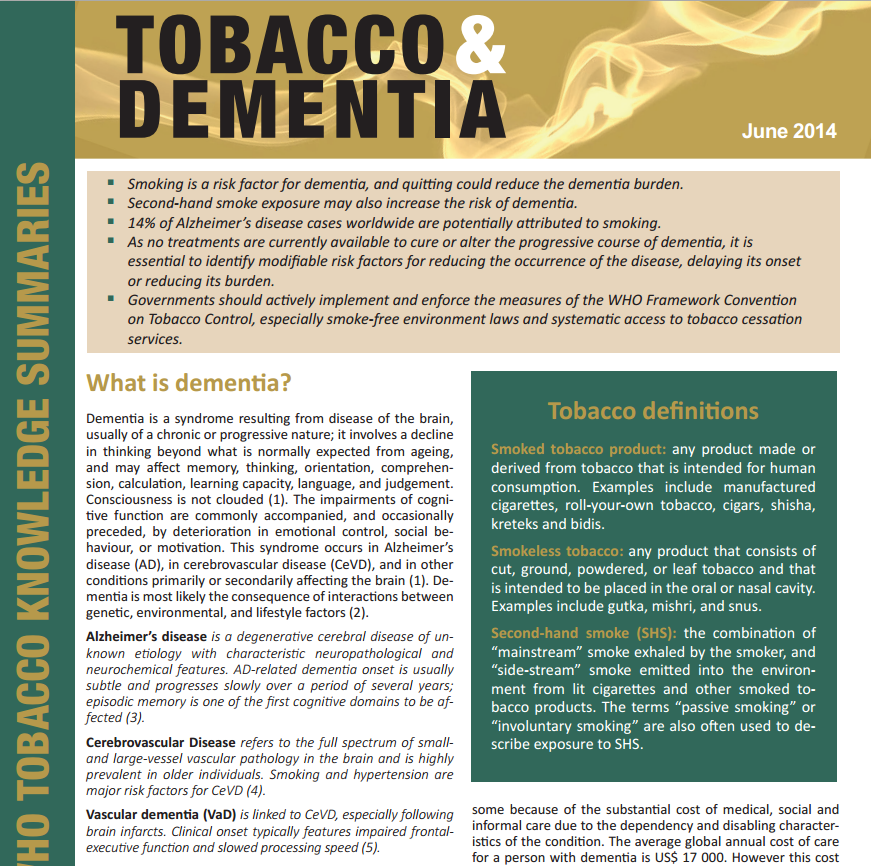 WHO TOBACCO KNOWLEDGE SUMMARIES
TOBACCO &
DEMENTIA
June 2014
▪ Smoking is a risk factor for dementia, and quitting could reduce the dementia burden.
▪ Second-hand smoke exposure may also increase the risk of dementia.
▪ 14% of Alzheimer's disease cases worldwide are potentially attributed to smoking.
▪ As no treatments are currently available to cure or alter the progressive course of dementia, it is
essential to identify modifiable risk factors for reducing the occurrence of the disease, delaying its onset
or reducing its burden.
▪ Governments should actively implement and enforce the measures of the WHO Framework Convention
on Tobacco Control, especially smoke-free environment laws and systematic access to tobacco cessation
services.
What is dementia?
Dementia is a syndrome resulting from disease of the brain,
usually of a chronic or progressive nature; it involves a decline
in thinking beyond what is normally expected from ageing,
and may affect memory, thinking, orientation, comprehen-
sion, calculation, learning capacity, language, and judgement.
Consciousness is not clouded (1). The impairments of cogni-
tive function are commonly accompanied, and occasionally
preceded, by deterioration in emotional control, social be-
haviour, or motivation. This syndrome occurs in Alzheimer's
disease (AD), in cerebrovascular disease (CeVD), and in other
conditions primarily or secondarily affecting the brain (1). De-
mentia is most likely the consequence of interactions between
genetic, environmental, and lifestyle factors (2).
Alzheimer's disease is a degenerative cerebral disease of un-
known etiology with characteristic neuropathological and
neurochemical features. AD-related dementia onset is usually
subtle and progresses slowly over a period of several years;
episodic memory is one of the first cognitive domains to be af-
fected (3).
Cerebrovascular Disease refers to the full spectrum of small-
and large-vessel vascular pathology in the brain and is highly
prevalent in older individuals. Smoking and hypertension are
major risk factors for CeVD (4).
Vascular dementia (VaD) is linked to CeVD, especially following
brain infarcts. Clinical onset typically features impaired frontal-
executive function and slowed processing speed (5).
Tobacco definitions
Smoked tobacco product: any product made or
derived from tobacco that is intended for human
consumption. Examples include manufactured
cigarettes, roll-your-own tobacco, cigars, shisha,
kreteks and bidis.
Smokeless tobacco: any product that consists of
cut, ground, powdered, or leaf tobacco and that
is intended to be placed in the oral or nasal cavity.
Examples include gutka, mishri, and snus.
Second-hand smoke (SHS): the combination of
“mainstream” smoke exhaled by the smoker, and
“side-stream” smoke emitted into the environ-
ment from lit cigarettes and other smoked to-
bacco products. The terms “passive smoking” or
“involuntary smoking” are also often used to de-
scribe exposure to SHS.
some because of the substantial cost of medical, social and
informal care due to the dependency and disabling character-
istics of the condition. The average global annual cost of care
for a person with dementia is US$ 17 000. However this cost